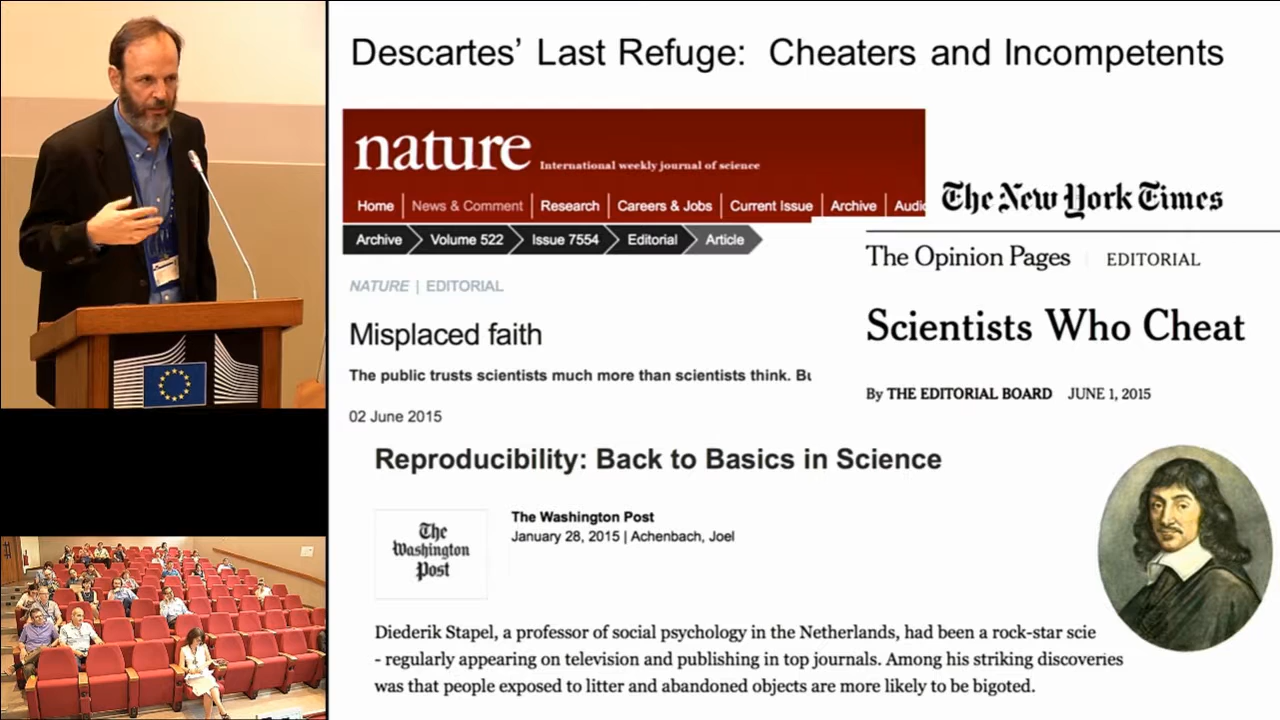 Descartes' Last Refuge: Cheaters and Incompetents
nature International weekly journal of science
Home News & Comment Research Careers & Jobs Current Issue Archive Audio
Archive Volume 522 Issue 7554 Editorial Article
NATURE | EDITORIAL
Misplaced faith
The public trusts scientists much more than scientists think. Bu
02 June 2015
The New York Times
The Opinion Pages | EDITORIAL
Scientists Who Cheat
By THE EDITORIAL BOARD JUNE 1, 2015
Reproducibility: Back to Basics in Science
The
Washington
Post
The Washington Post
January 28, 2015 | Achenbach, Joel
Diederik Stapel, a professor of social psychology in the Netherlands, had been a rock-star scie
- regularly appearing on television and publishing in top journals. Among his striking discoveries
was that people exposed to litter and abandoned objects are more likely to be bigoted.